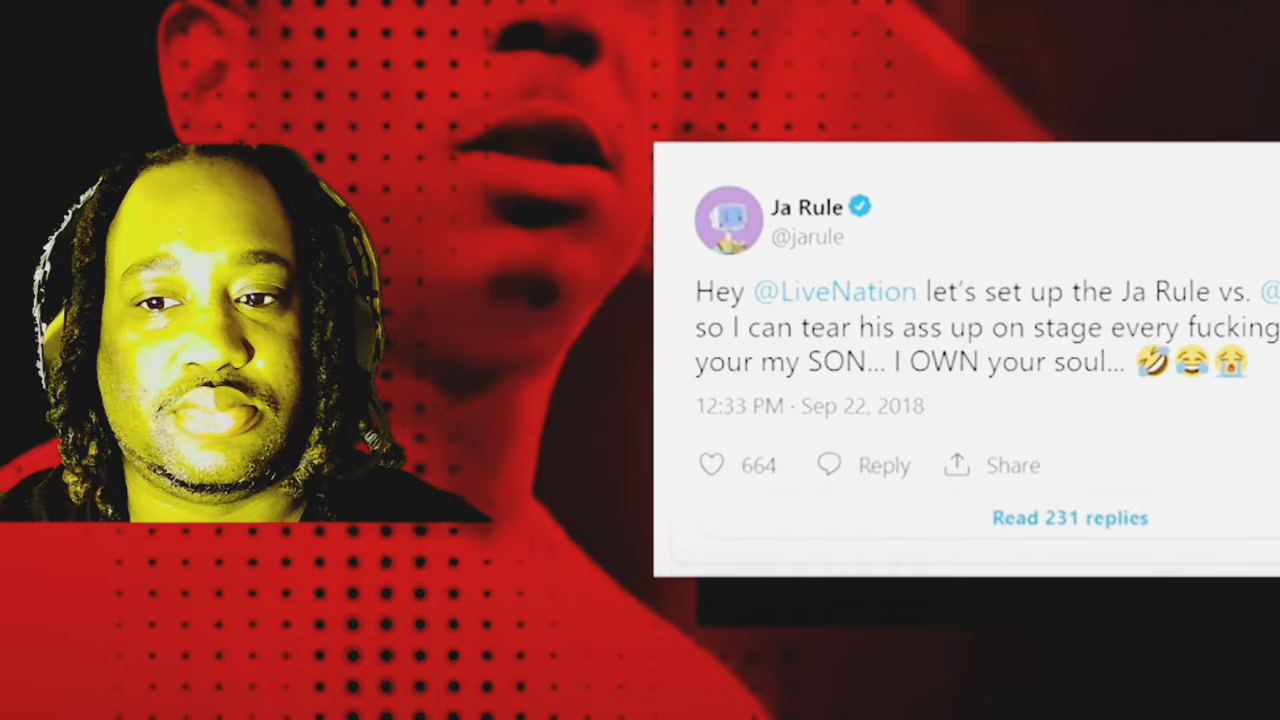 Ja Rule
@jarule
Hey @LiveNation let's set up the Ja Rule vs. @
so I can tear his ass up on stage every fucking
your my SON... I OWN your soul... 🤣😂😭
12:33 PM · Sep 22, 2018
664 Reply Share
Read 231 replies